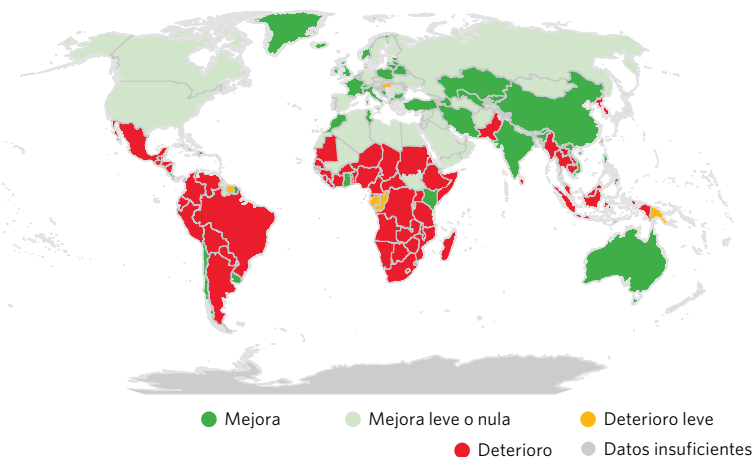 Mejora
Mejora leve o nula
Deterioro leve
Deterioro
Datos insuficientes